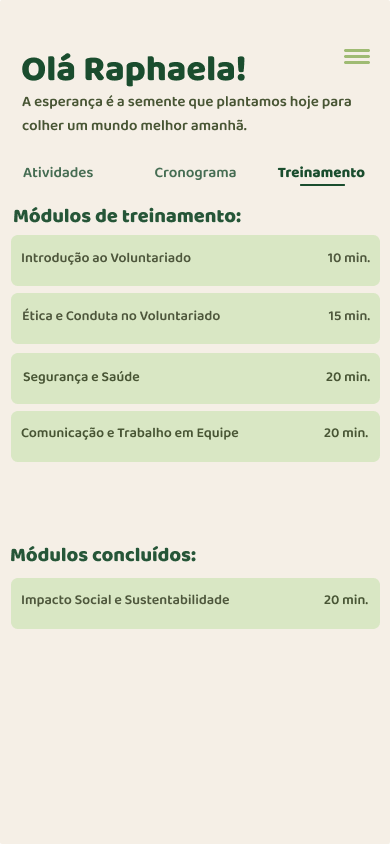 Olá Raphaela!
A esperança é a semente que plantamos hoje para
colher um mundo melhor amanhã.
Atividades Cronograma Treinamento
Módulos de treinamento:
Introdução ao Voluntariado 10 min.
Ética e Conduta no Voluntariado 15 min.
Segurança e Saúde 20 min.
Comunicação e Trabalho em Equipe 20 min.
Módulos concluídos:
Impacto Social e Sustentabilidade 20 min.